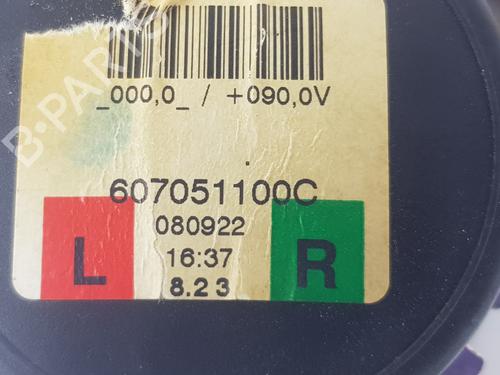 _000,0_ / +090,0V
607051100C
080922
L 16:37 R
8.2 3
B-PARTS